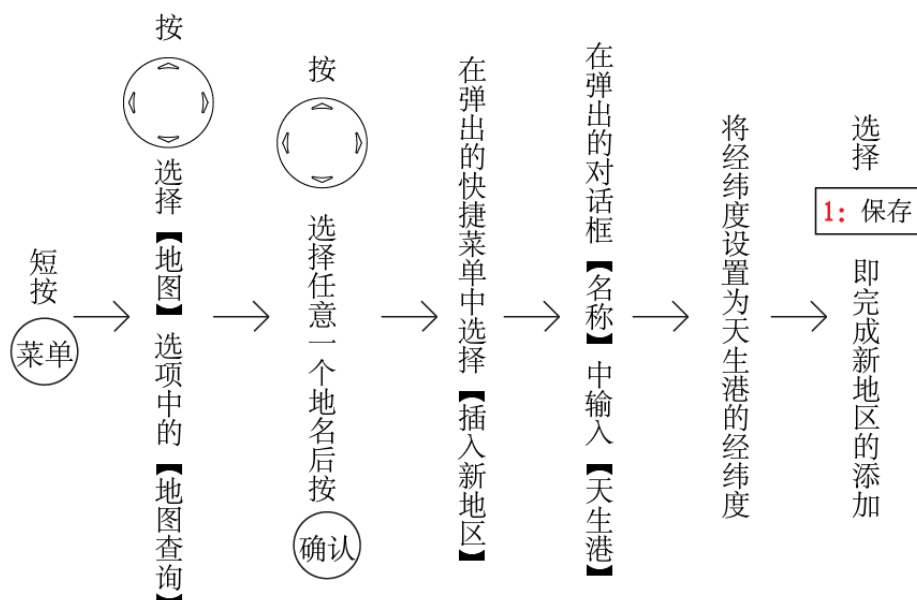 短按
菜单
按
选择【地图】选项中的【地图查询】
按
选择任意一个地名后按
确认
在弹出的快捷菜单中选择【插入新地区】
在弹出的对话框【名称】中输入【天生港】
将经纬度设置为天生港的经纬度
选择
1：保存
即完成新地区的添加